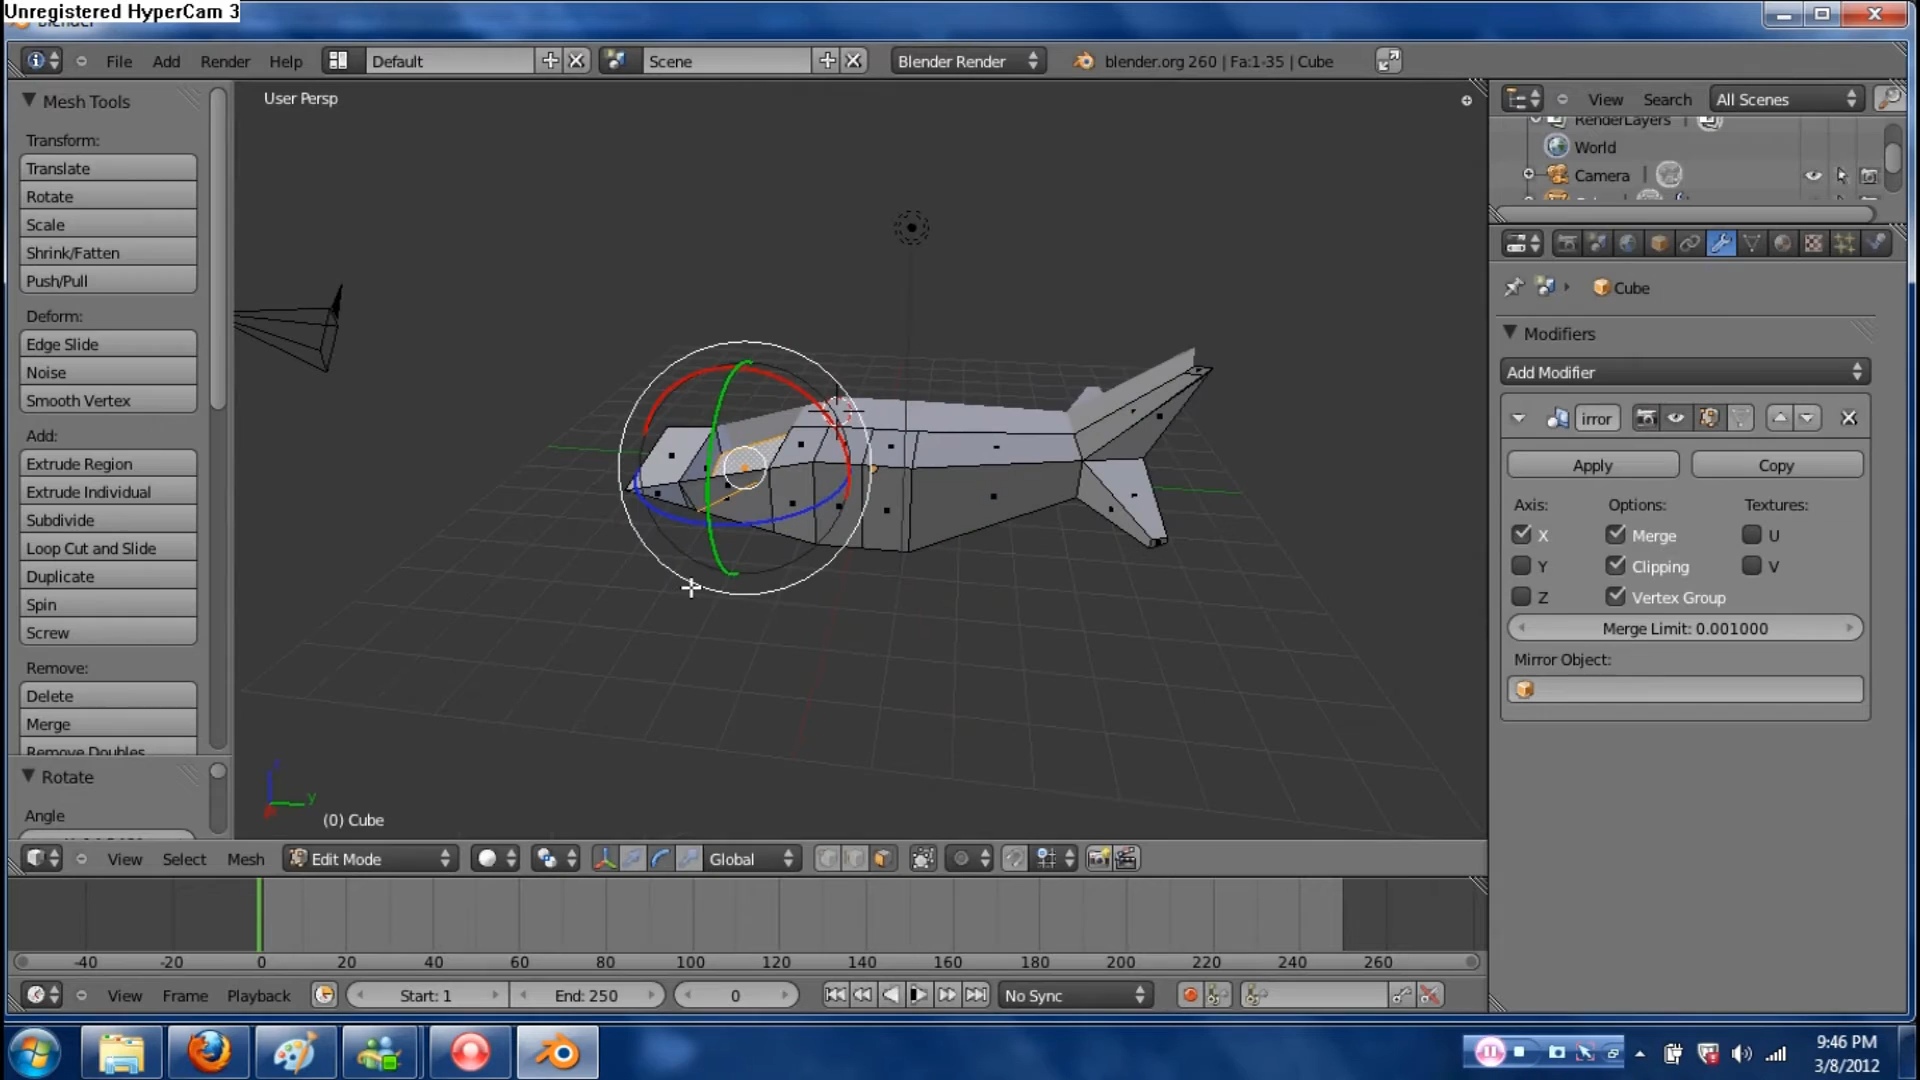 Unregistered HyperCam 3
Blender
File Add Render Help Default Scene Blender Render blender.org 260 | Fa:1-35 | Cube
Mesh Tools
Transform:
Translate
Rotate
Scale
Shrink/Fatten
Push/Pull
Deform:
Edge Slide
Noise
Smooth Vertex
Add:
Extrude Region
Extrude Individual
Subdivide
Loop Cut and Slide
Duplicate
Spin
Screw
Remove:
Delete
Merge
Remove Doubles
Rotate
Angle
User Persp
y
(0) Cube
View Search All Scenes
RenderLayers |
World
Camera |
Cube
Modifiers
Add Modifier
irror
Apply Copy
Axis: Options: Textures:
X Merge U
Y Clipping V
Z Vertex Group
Merge Limit: 0.001000
Mirror Object:
View Select Mesh Edit Mode Global
-40 -20 0 20 40 60 80 100 120 140 160 180 200 220 240 260
View Frame Playback Start: 1 End: 250 0 No Sync
9:46 PM
3/8/2012